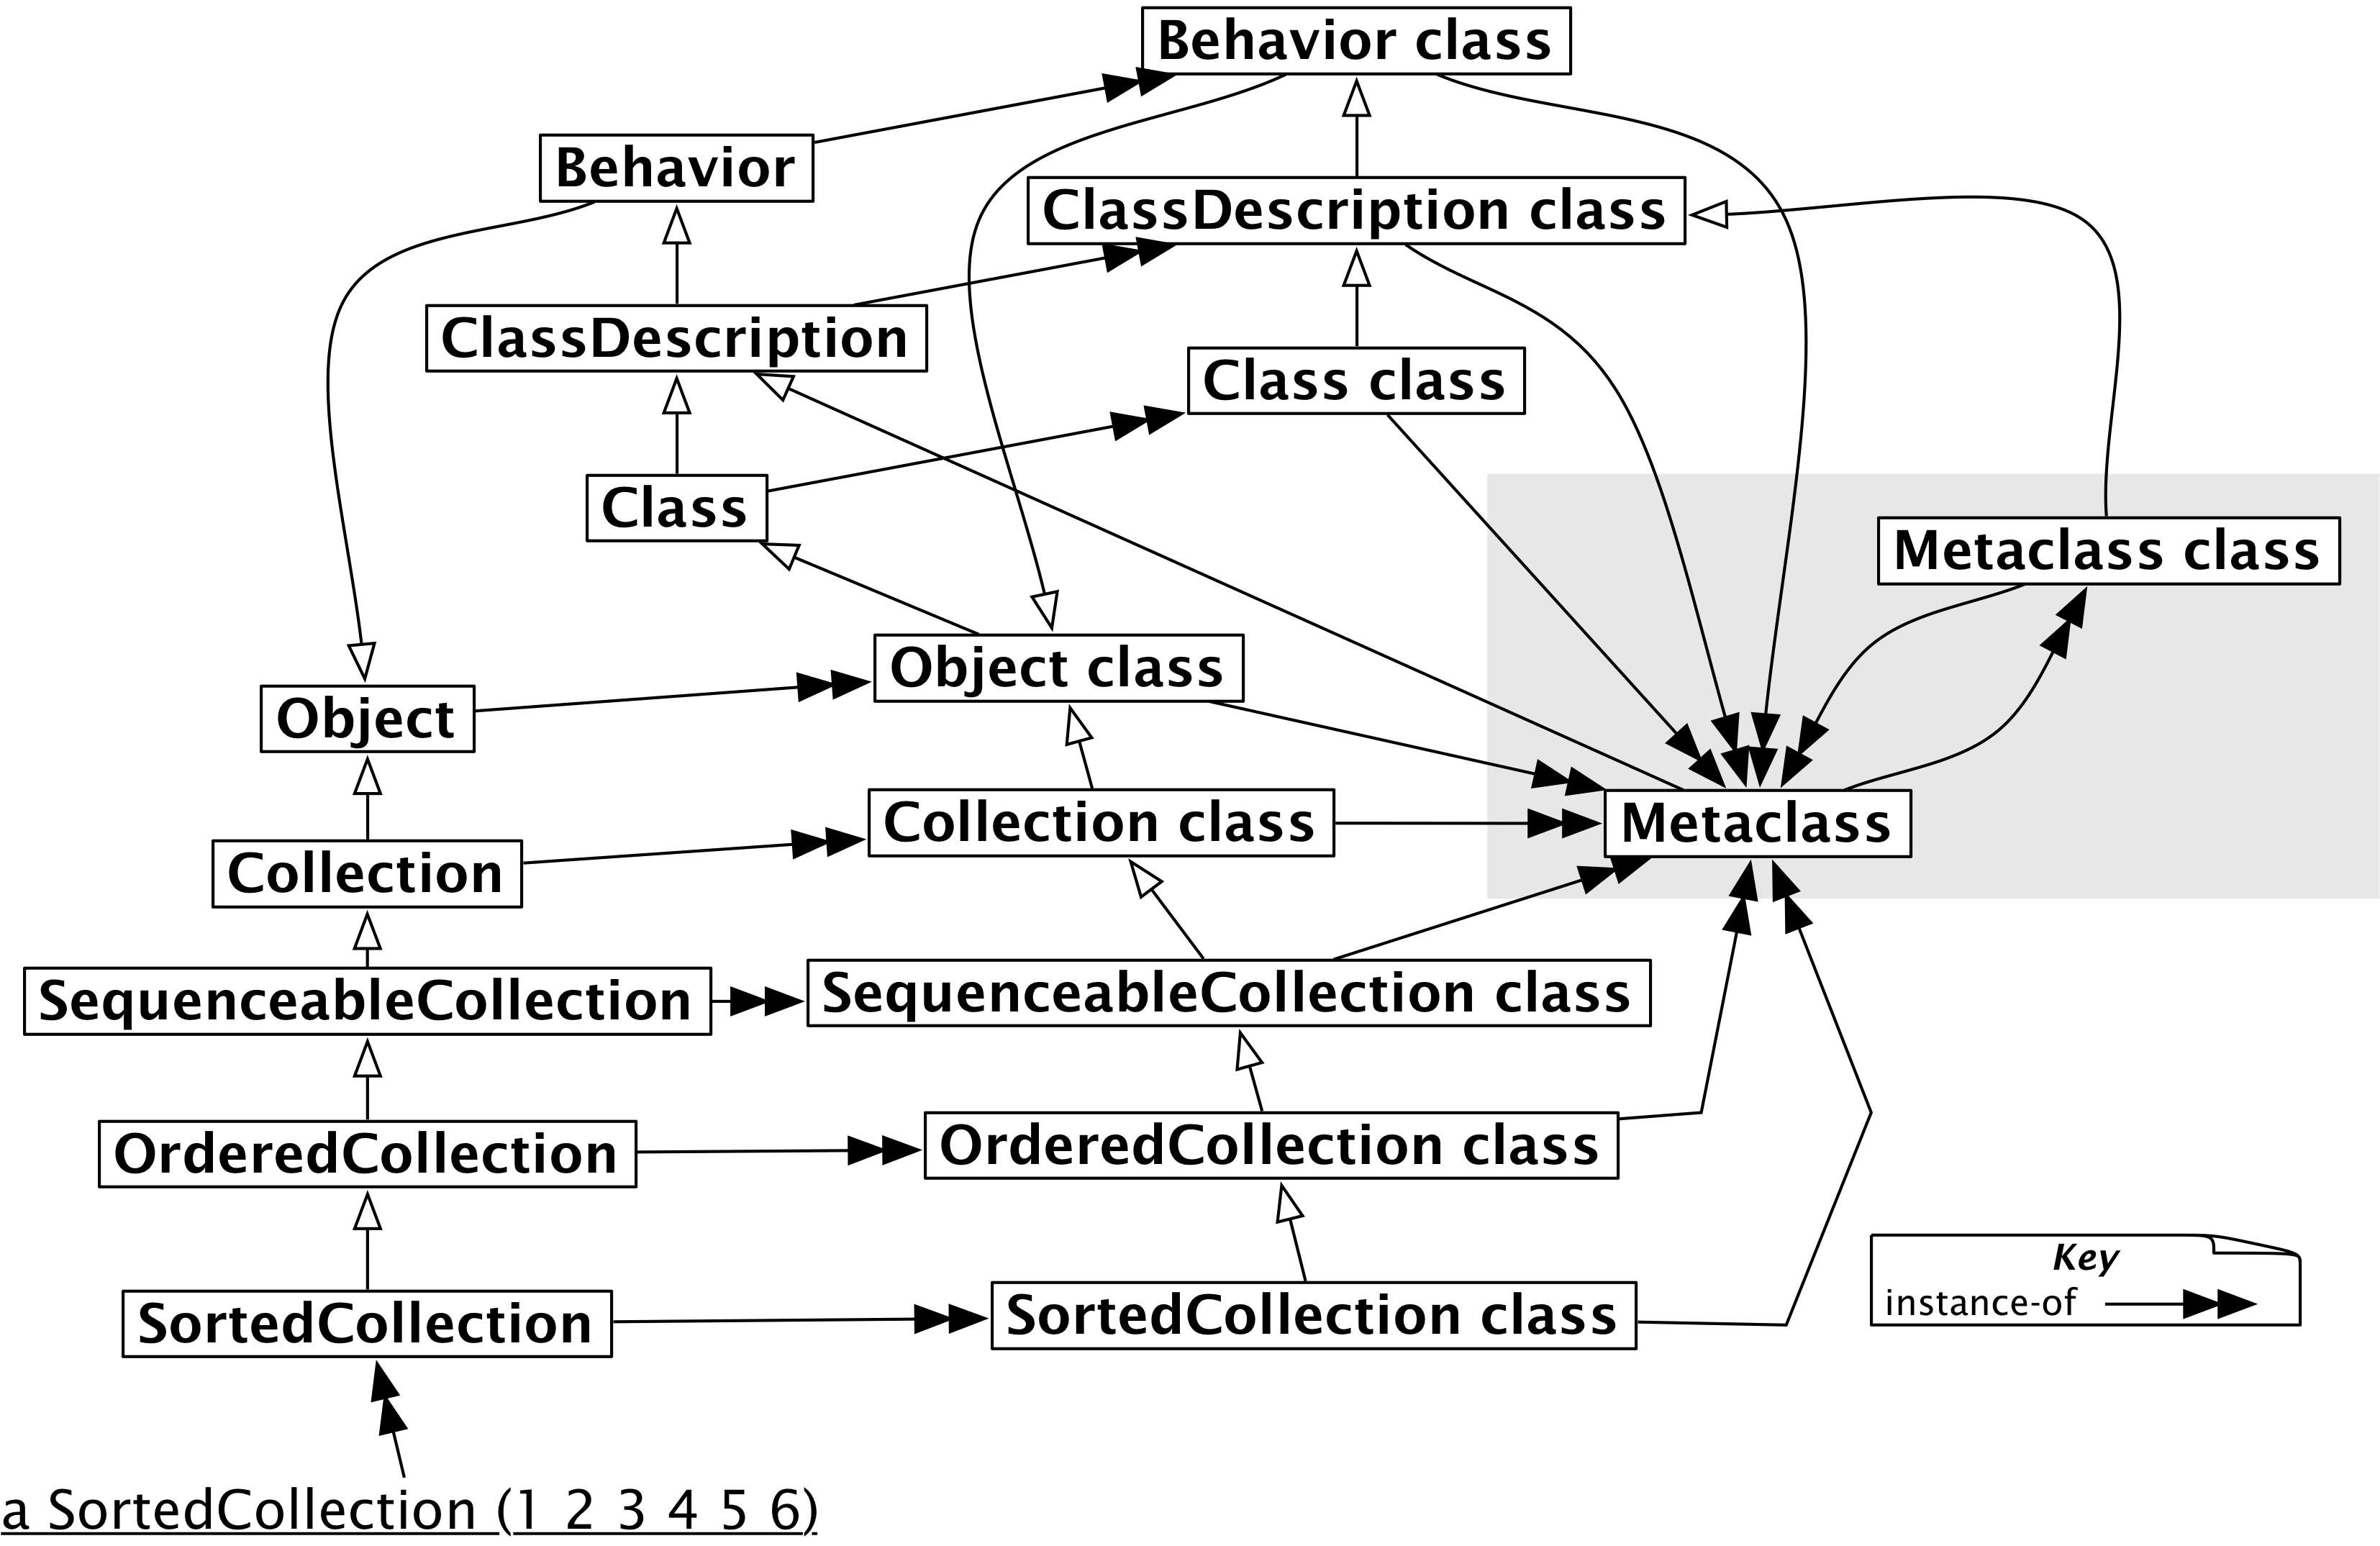 Behavior class
Behavior
ClassDescription class
ClassDescription
Class class
Class
Metaclass class
Object class
Object
Collection class
Metaclass
Collection
SequenceableCollection class
SequenceableCollection
OrderedCollection class
OrderedCollection
Key
instance-of
SortedCollection class
SortedCollection
a SortedCollection (1 2 3 4 5 6)